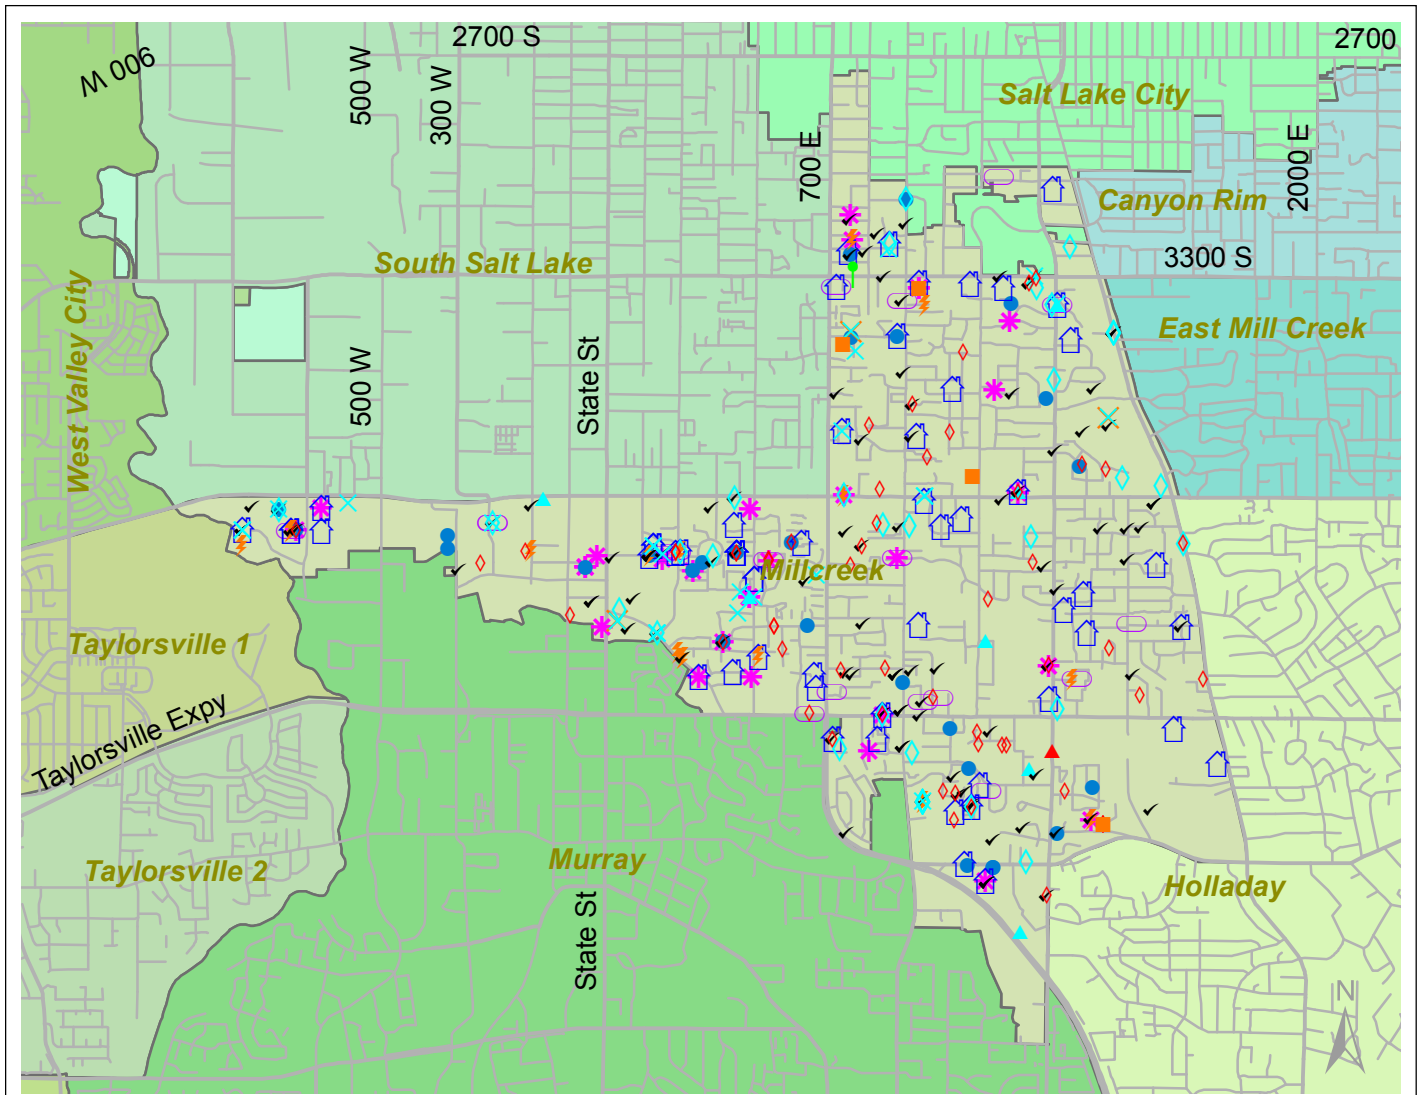 2700 S
2700
900 W
500 W
300 W
Salt Lake City
700 E
2000 E
Canyon Rim
South Salt Lake
3300 S
West Valley City
East Mill Creek
State St
500 W
Millcreek
Taylorsville 1
Taylorsville Expy
Murray
Taylorsville 2
Holladay
State St
N